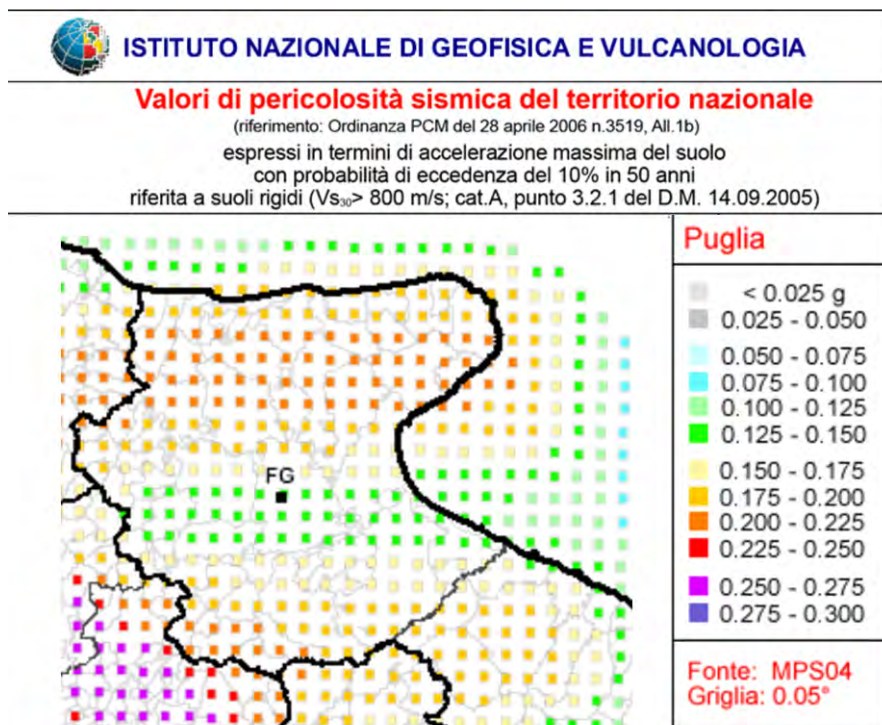 ISTITUTO NAZIONALE DI GEOFISICA E VULCANOLOGIA
Valori di pericolosità sismica del territorio nazionale
(riferimento: Ordinanza PCM del 28 aprile 2006 n.3519, All.1b)
espressi in termini di accelerazione massima del suolo
con probabilità di eccedenza del 10% in 50 anni
riferita a suoli rigidi (Vs₃₀> 800 m/s; cat.A, punto 3.2.1 del D.M. 14.09.2005)
FG
Puglia
< 0.025 g
0.025 - 0.050
0.050 - 0.075
0.075 - 0.100
0.100 - 0.125
0.125 - 0.150
0.150 - 0.175
0.175 - 0.200
0.200 - 0.225
0.225 - 0.250
0.250 - 0.275
0.275 - 0.300
Fonte: MPS04
Griglia: 0.05°